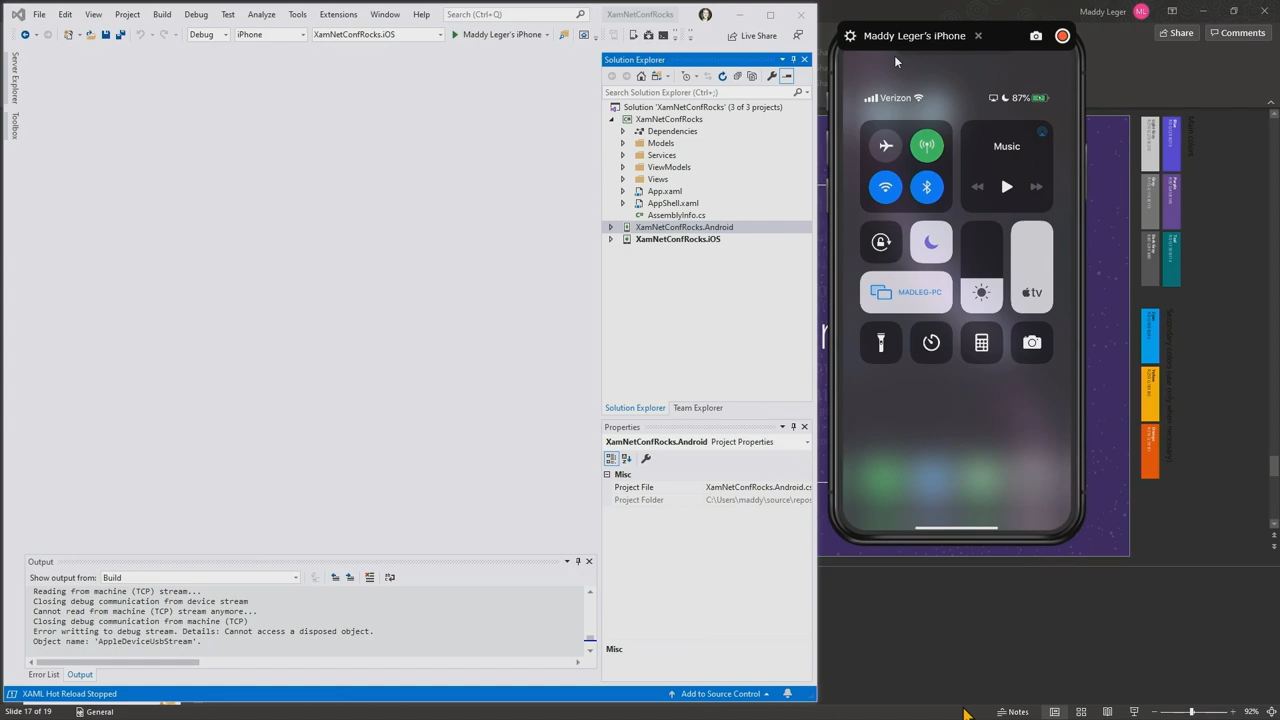 File Edit View Project Build Debug Test Analyze Tools Extensions Window Help Search (Ctrl+Q) XamNetConfRocks
Debug iPhone XamNetConfRocks.iOS Maddy Leger's iPhone Live Share
Server Explorer
Toolbox
Solution Explorer
Search Solution Explorer (Ctrl+;)
Solution 'XamNetConfRocks' (3 of 3 projects)
XamNetConfRocks
Dependencies
Models
Services
ViewModels
Views
App.xaml
AppShell.xaml
AssemblyInfo.cs
XamNetConfRocks.Android
XamNetConfRocks.iOS
Solution Explorer Team Explorer
Properties
XamNetConfRocks.Android Project Properties
Misc
Project File XamNetConfRocks.Android.cs
Project Folder C:\Users\maddy\source\repos
Misc
Output
Show output from: Build
Reading from machine (TCP) stream...
Closing debug communication from device stream
Cannot read from machine (TCP) stream anymore...
Closing debug communication from machine (TCP)
Error writting to debug stream. Details: Cannot access a disposed object.
Object name: 'AppleDeviceUsbStream'.
Error List Output
XAML Hot Reload Stopped Add to Source Control
Maddy Leger ML
Share Comments
Maddy Leger's iPhone
Verizon 87%
Music
MADLEG-PC
tv
Main colors
Slide 17 of 19 General Notes 92%